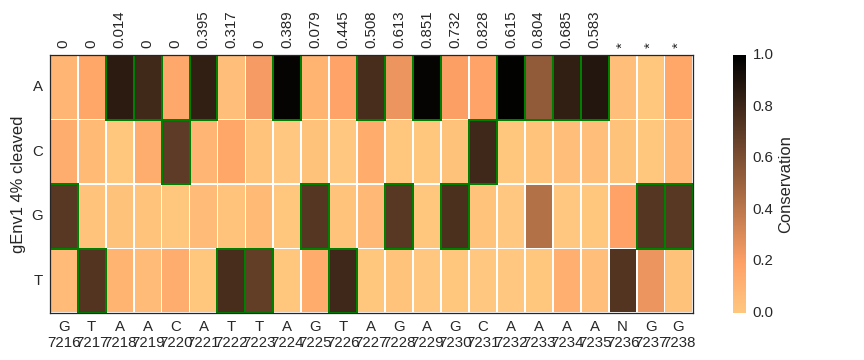 0 0 0.014 0 0 0.395 0.317 0 0.389 0.079 0.445 0.508 0.613 0.851 0.732 0.828 0.615 0.804 0.685 0.583 * * *
gEnv1 4% cleaved
A
C
G
T
G T A A C A T T A G T A G A G C A A A A N G G
7216 7217 7218 7219 7220 7221 7222 7223 7224 7225 7226 7227 7228 7229 7230 7231 7232 7233 7234 7235 7236 7237 7238
1.0
0.8
0.6
0.4
0.2
0.0
Conservation